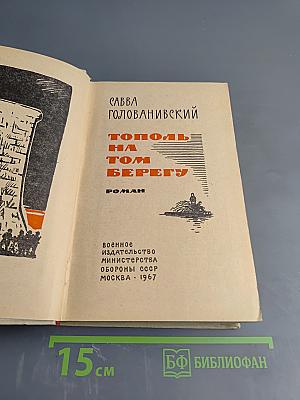 САВВА
ГОЛОВАНИВСКИЙ
ТОПОЛЬ
НА
ТОМ
БЕРЕГУ
РОМАН
ВОЕННОЕ
ИЗДАТЕЛЬСТВО
МИНИСТЕРСТВА
ОБОРОНЫ СССР
МОСКВА · 1967
15 см
БФ БИБЛИОФАН